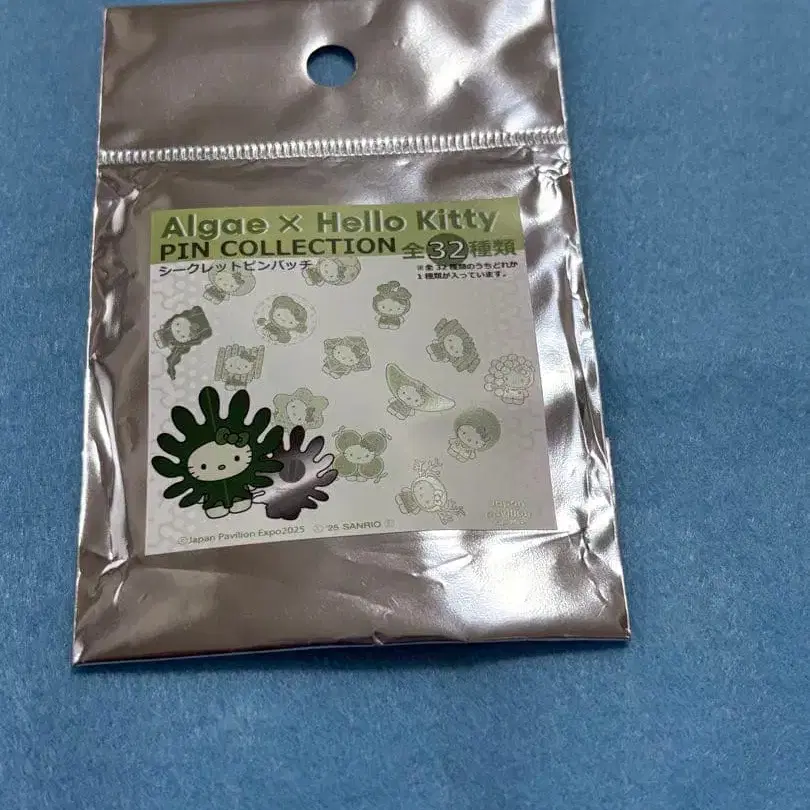 Algae × Hello Kitty
PIN COLLECTION 全32種類
シークレットピンバッチ
※全32種類のうちどれか
1種類が入っています。
Japan
Pavilion
©Japan Pavilion Expo2025 © '25 SANRIO